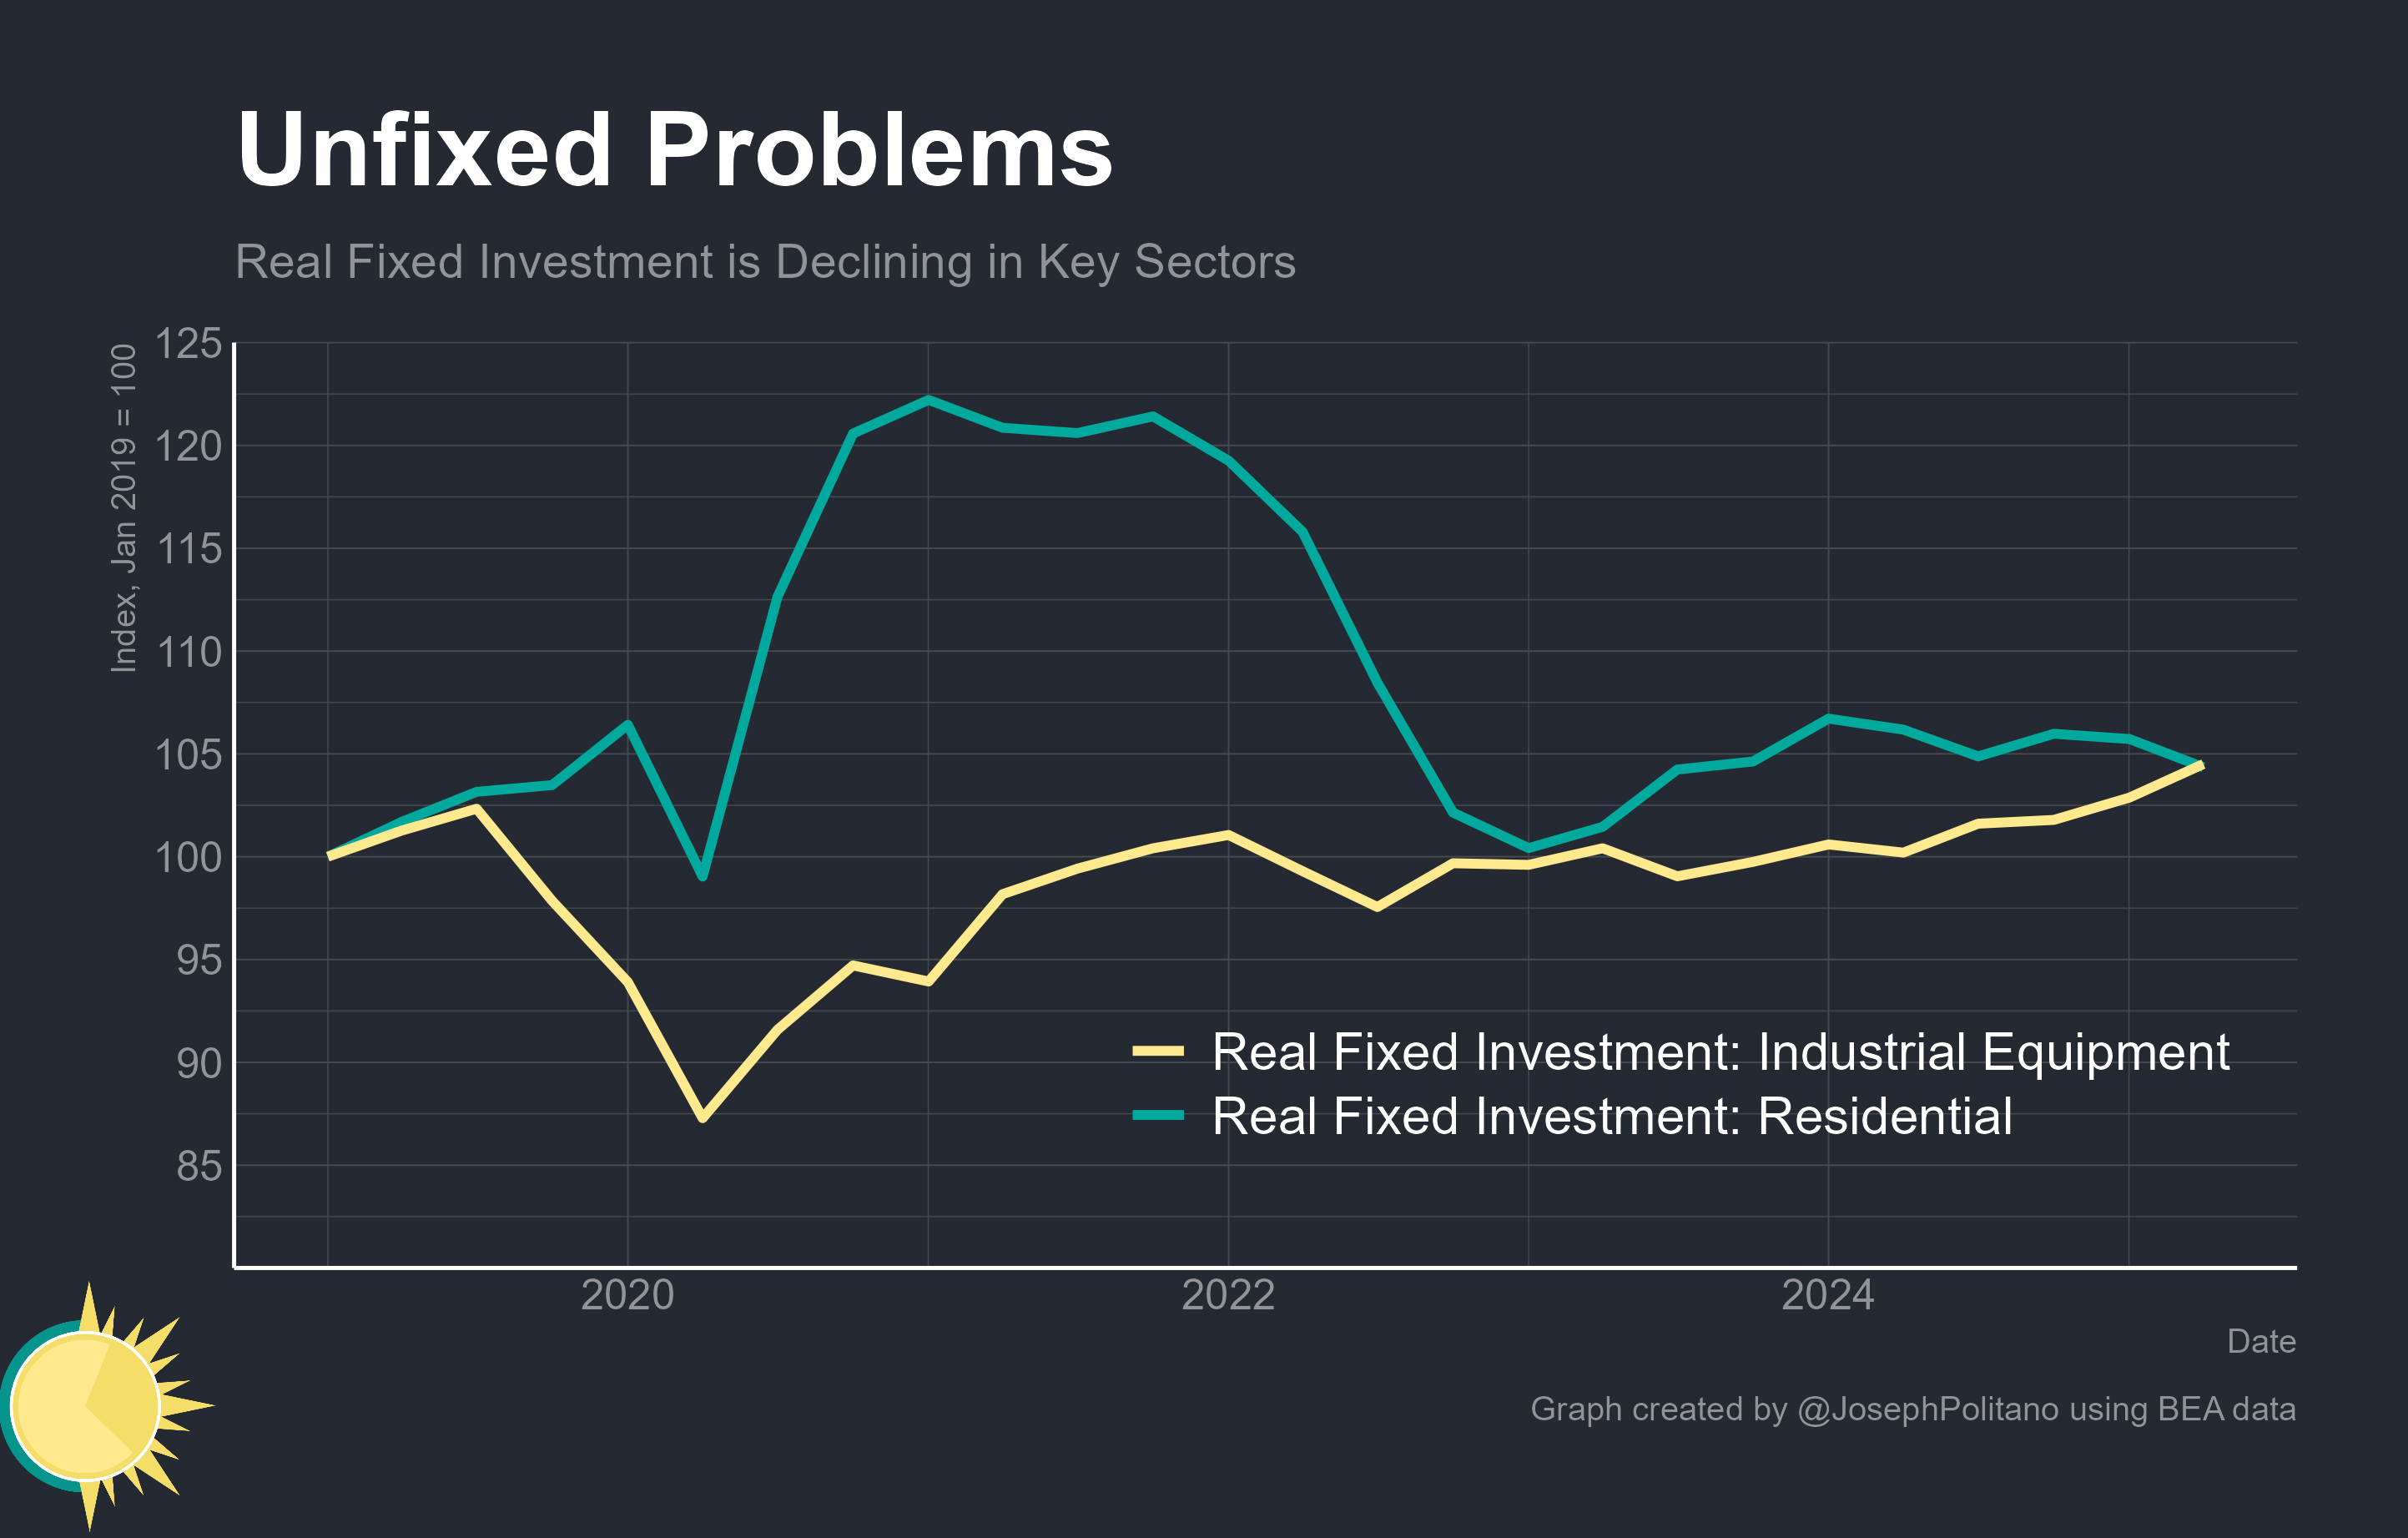 Unfixed Problems
Real Fixed Investment is Declining in Key Sectors
Index, Jan 2019 = 100
125
120
115
110
105
100
95
90
85
Real Fixed Investment: Industrial Equipment
Real Fixed Investment: Residential
2020
2022
2024
Date
Graph created by @JosephPolitano using BEA data